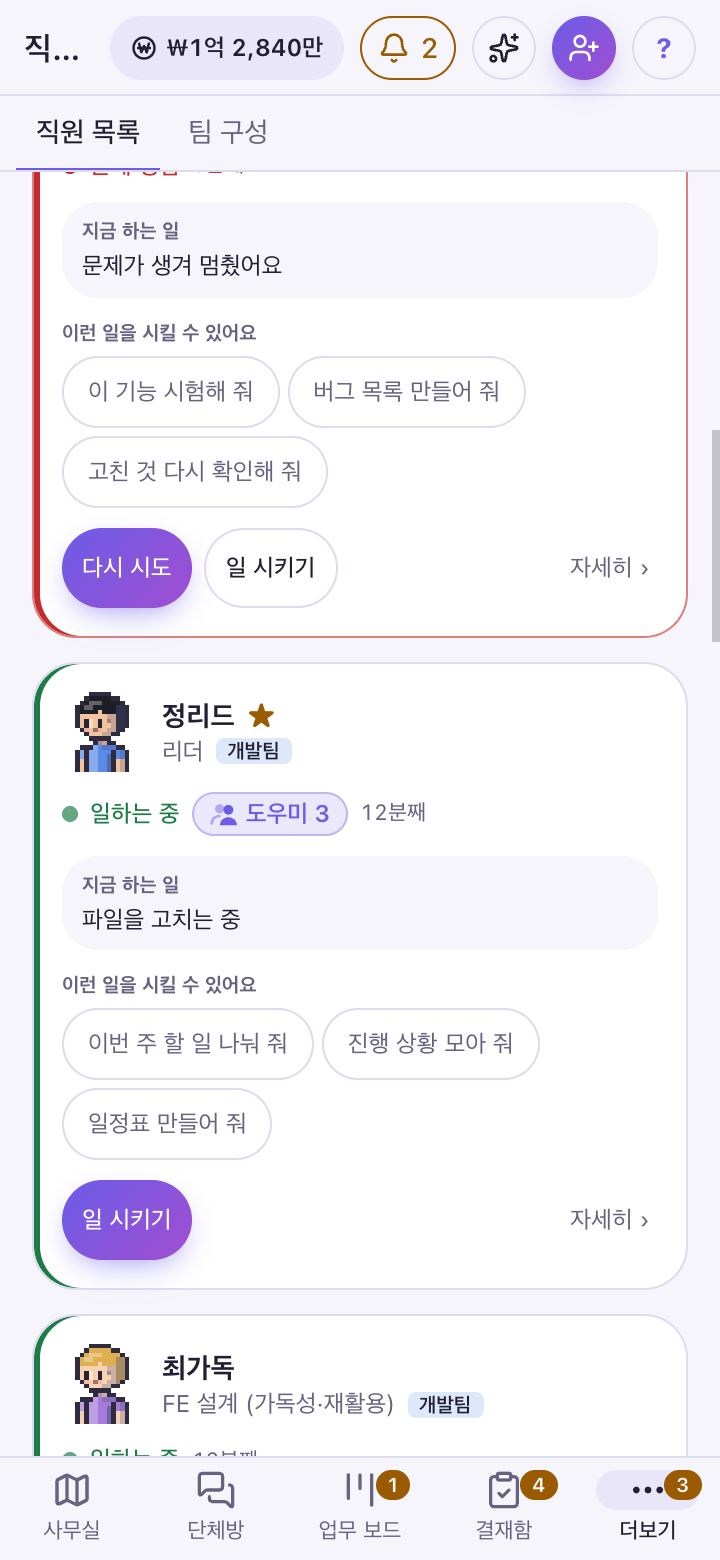 직...
₩1억 2,840만
2
?
직원 목록
팀 구성
지금 하는 일
문제가 생겨 멈췄어요
이런 일을 시킬 수 있어요
이 기능 시험해 줘
버그 목록 만들어 줘
고친 것 다시 확인해 줘
다시 시도
일 시키기
자세히 ›
정리드
리더
개발팀
일하는 중
도우미 3
12분째
지금 하는 일
파일을 고치는 중
이런 일을 시킬 수 있어요
이번 주 할 일 나눠 줘
진행 상황 모아 줘
일정표 만들어 줘
일 시키기
자세히 ›
최가독
FE 설계 (가독성·재활용)
개발팀
사무실
단체방
1
업무 보드
4
결재함
3
더보기